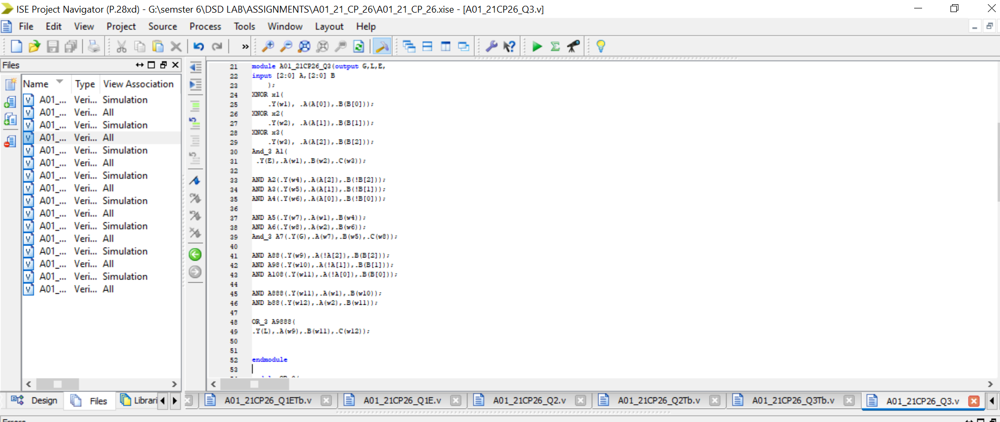 ISE Project Navigator (P.28xd) - G:\semster 6\DSD LAB\ASSIGNMENTS\A01_21_CP_26\A01_21_CP_26.xise - [A01_21CP26_Q3.v]
File Edit View Project Source Process Tools Window Layout Help
Files
Name Type View Association
A01_... Veri... Simulation
A01_... Veri... All
A01_... Veri... Simulation
A01_... Veri... All
A01_... Veri... Simulation
A01_... Veri... All
A01_... Veri... Simulation
A01_... Veri... All
A01_... Veri... Simulation
A01_... Veri... All
A01_... Veri... Simulation
A01_... Veri... All
A01_... Veri... Simulation
A01_... Veri... All
A01_... Veri... Simulation
A01_... Veri... All
21 module A01_21CP26_Q3(output G,L,E,
22 input [2:0] A,[2:0] B
23 );
24 XNOR x1(
25 .Y(w1), .A(A[0]),.B(B[0]));
26 XNOR x2(
27 .Y(w2), .A(A[1]),.B(B[1]));
28 XNOR x3(
29 .Y(w3), .A(A[2]),.B(B[2]));
30 And_3 A1(
31 .Y(E),.A(w1),.B(w2),.C(w3));
32
33 AND A2(.Y(w4),.A(A[2]),.B(!B[2]));
34 AND A3(.Y(w5),.A(A[1]),.B(!B[1]));
35 AND A4(.Y(w6),.A(A[0]),.B(!B[0]));
36
37 AND A5(.Y(w7),.A(w1),.B(w4));
38 AND A6(.Y(w8),.A(w2),.B(w6));
39 And_3 A7(.Y(G),.A(w7),.B(w5),.C(w8));
40
41 AND A88(.Y(w9),.A(!A[2]),.B(B[2]));
42 AND A98(.Y(w10),.A(!A[1]),.B(B[1]));
43 AND A108(.Y(w11),.A(!A[0]),.B(B[0]));
44
45 AND A888(.Y(w11),.A(w1),.B(w10));
46 AND b88(.Y(w12),.A(w2),.B(w11));
47
48 OR_3 A9888(
49 .Y(L),.A(w9),.B(w11),.C(w12));
50
51
52 endmodule
53
Design Files Librari
A01_21CP26_Q1ETb.v A01_21CP26_Q1E.v A01_21CP26_Q2.v A01_21CP26_Q2Tb.v A01_21CP26_Q3Tb.v A01_21CP26_Q3.v
Errors